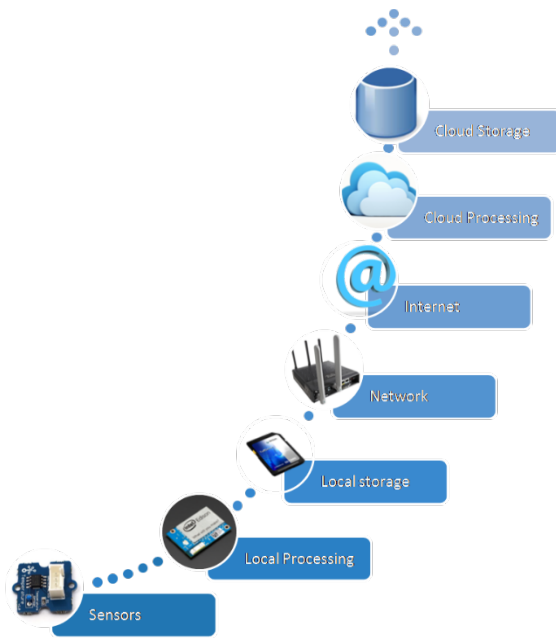 Cloud Storage
Cloud Processing
Internet
Network
Local storage
Local Processing
Sensors